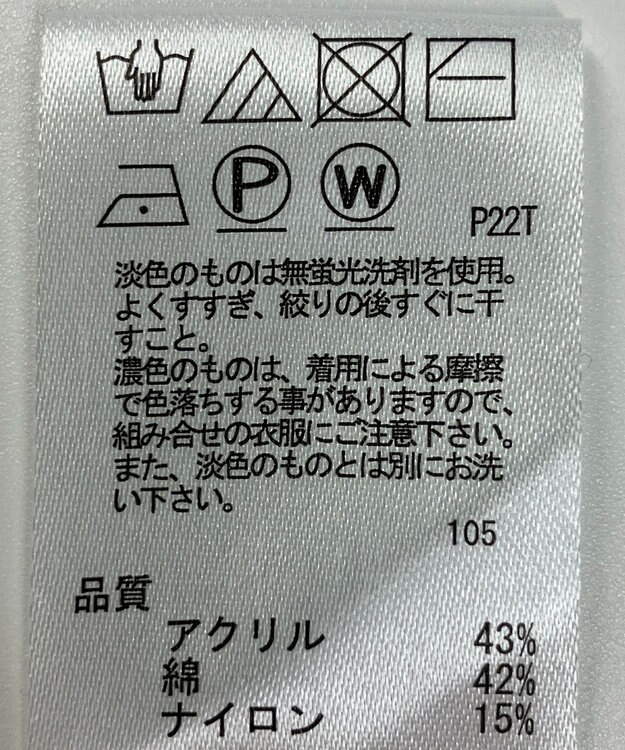 P W P22T
淡色のものは無蛍光洗剤を使用。
よくすすぎ、絞りの後すぐに干
すこと。
濃色のものは、着用による摩擦
で色落ちする事がありますので、
組み合せの衣服にご注意下さい。
また、淡色のものとは別にお洗
い下さい。
105
品質
アクリル 43%
綿 42%
ナイロン 15%